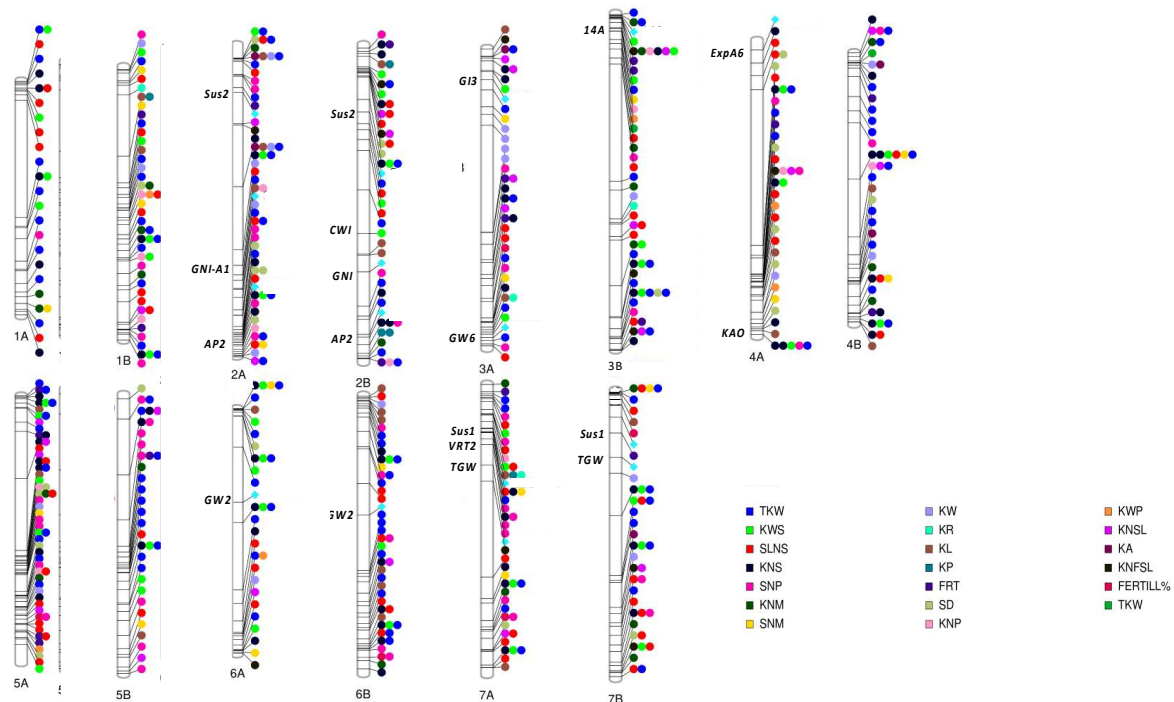 14A
ExpA6
GI3
Sus2
Sus2
CWI
GNI-A1
GNI
KAO
1A
AP2
AP2
GW6
4A
4B
1B
3A
3B
2A
2B
Sus1
VRT2
TGW
Sus1
TGW
GW2
GW2
5A
5B
6A
6B
7A
7B
TKW
KWS
SLNS
KNS
SNP
KNM
SNM
KW
KR
KL
KP
FRT
SD
KNP
KWP
KNSL
KA
KNFSL
FERTILL%
TKW